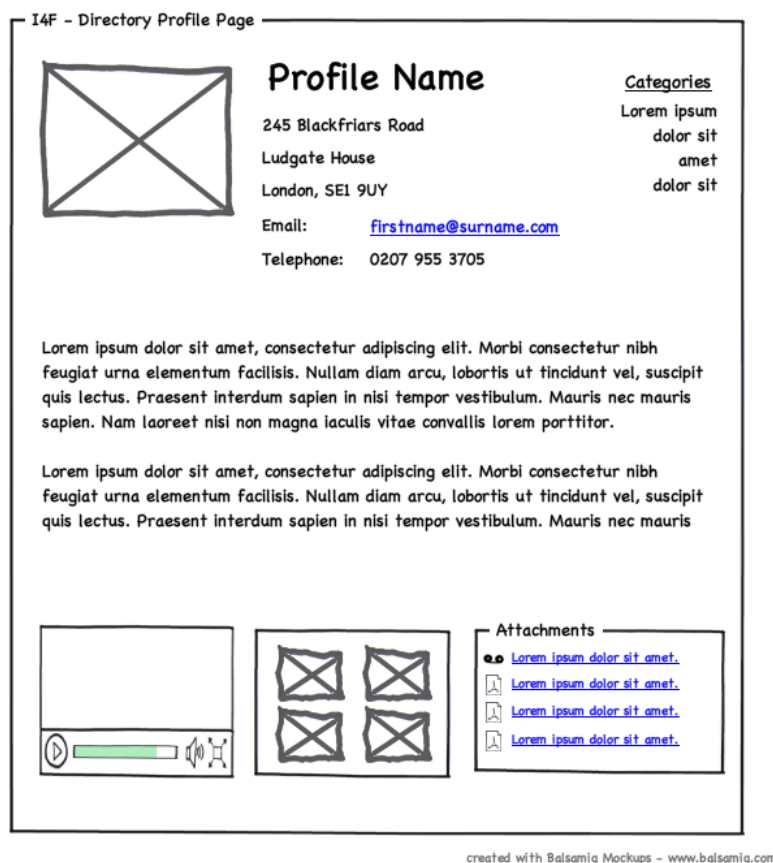 I4F - Directory Profile Page
Profile Name
245 Blackfriars Road
Ludgate House
London, SE1 9UY
Email: firstname@surname.com
Telephone: 0207 955 3705
Categories
Lorem ipsum
dolor sit
amet
dolor sit
Lorem ipsum dolor sit amet, consectetur adipiscing elit. Morbi consectetur nibh
feugiat urna elementum facilisis. Nullam diam arcu, lobortis ut tincidunt vel, suscipit
quis lectus. Praesent interdum sapien in nisi tempor vestibulum. Mauris nec mauris
sapien. Nam laoreet nisi non magna iaculis vitae convallis lorem porttitor.
Lorem ipsum dolor sit amet, consectetur adipiscing elit. Morbi consectetur nibh
feugiat urna elementum facilisis. Nullam diam arcu, lobortis ut tincidunt vel, suscipit
quis lectus. Praesent interdum sapien in nisi tempor vestibulum. Mauris nec mauris
Attachments
Lorem ipsum dolor sit amet.
Lorem ipsum dolor sit amet.
Lorem ipsum dolor sit amet.
Lorem ipsum dolor sit amet.
created with Balsamiq Mockups - www.balsamiq.com